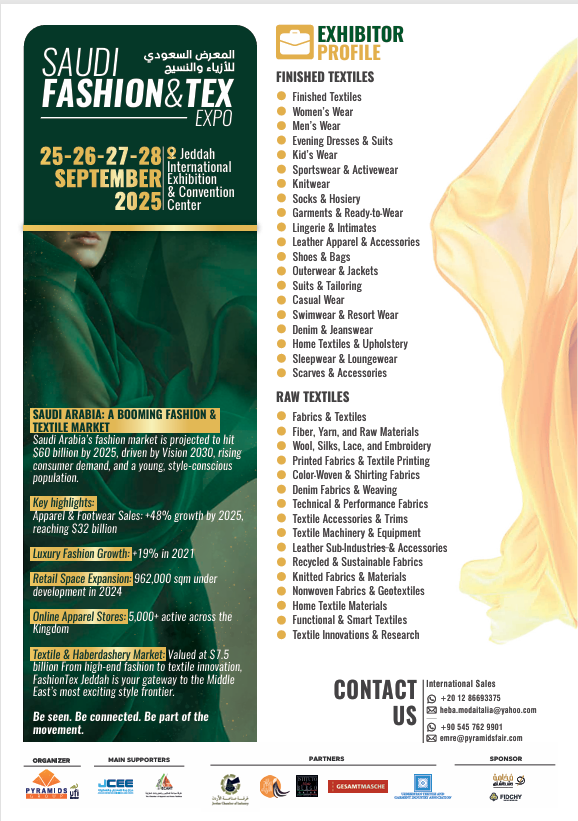 المعرض السعودي
للأزياء والنسيج
SAUDI
FASHION&TEX
EXPO
25-26-27-28
SEPTEMBER
2025
Jeddah
International
Exhibition
& Convention
Center
SAUDI ARABIA: A BOOMING FASHION &
TEXTILE MARKET
Saudi Arabia's fashion market is projected to hit
$60 billion by 2025, driven by Vision 2030, rising
consumer demand, and a young, style-conscious
population.
Key highlights:
Apparel & Footwear Sales: +48% growth by 2025,
reaching $32 billion
Luxury Fashion Growth: +19% in 2021
Retail Space Expansion: 962,000 sqm under
development in 2024
Online Apparel Stores: 5,000+ active across the
Kingdom
Textile & Haberdashery Market: Valued at $7.5
billion From high-end fashion to textile innovation,
FashionTex Jeddah is your gateway to the Middle
East's most exciting style frontier.
Be seen. Be connected. Be part of the
movement.
EXHIBITOR
PROFILE
FINISHED TEXTILES
Finished Textiles
Women's Wear
Men's Wear
Evening Dresses & Suits
Kid's Wear
Sportswear & Activewear
Knitwear
Socks & Hosiery
Garments & Ready-to-Wear
Lingerie & Intimates
Leather Apparel & Accessories
Shoes & Bags
Outerwear & Jackets
Suits & Tailoring
Casual Wear
Swimwear & Resort Wear
Denim & Jeanswear
Home Textiles & Upholstery
Sleepwear & Loungewear
Scarves & Accessories
RAW TEXTILES
Fabrics & Textiles
Fiber, Yarn, and Raw Materials
Wool, Silks, Lace, and Embroidery
Printed Fabrics & Textile Printing
Color-Woven & Shirting Fabrics
Denim Fabrics & Weaving
Technical & Performance Fabrics
Textile Accessories & Trims
Textile Machinery & Equipment
Leather Sub-Industries & Accessories
Recycled & Sustainable Fabrics
Knitted Fabrics & Materials
Nonwoven Fabrics & Geotextiles
Home Textile Materials
Functional & Smart Textiles
Textile Innovations & Research
CONTACT
US
International Sales
+20 12 86693375
heba.modaitalia@yahoo.com
+90 545 762 9901
emre@pyramidsfair.com
ORGANIZER
PYRAMIDS
GROUP
ufi
MAIN SUPPORTERS
JCEE
PARTNERS
GESAMTMASCHE
SPONSOR
فخامة
FIDCHY